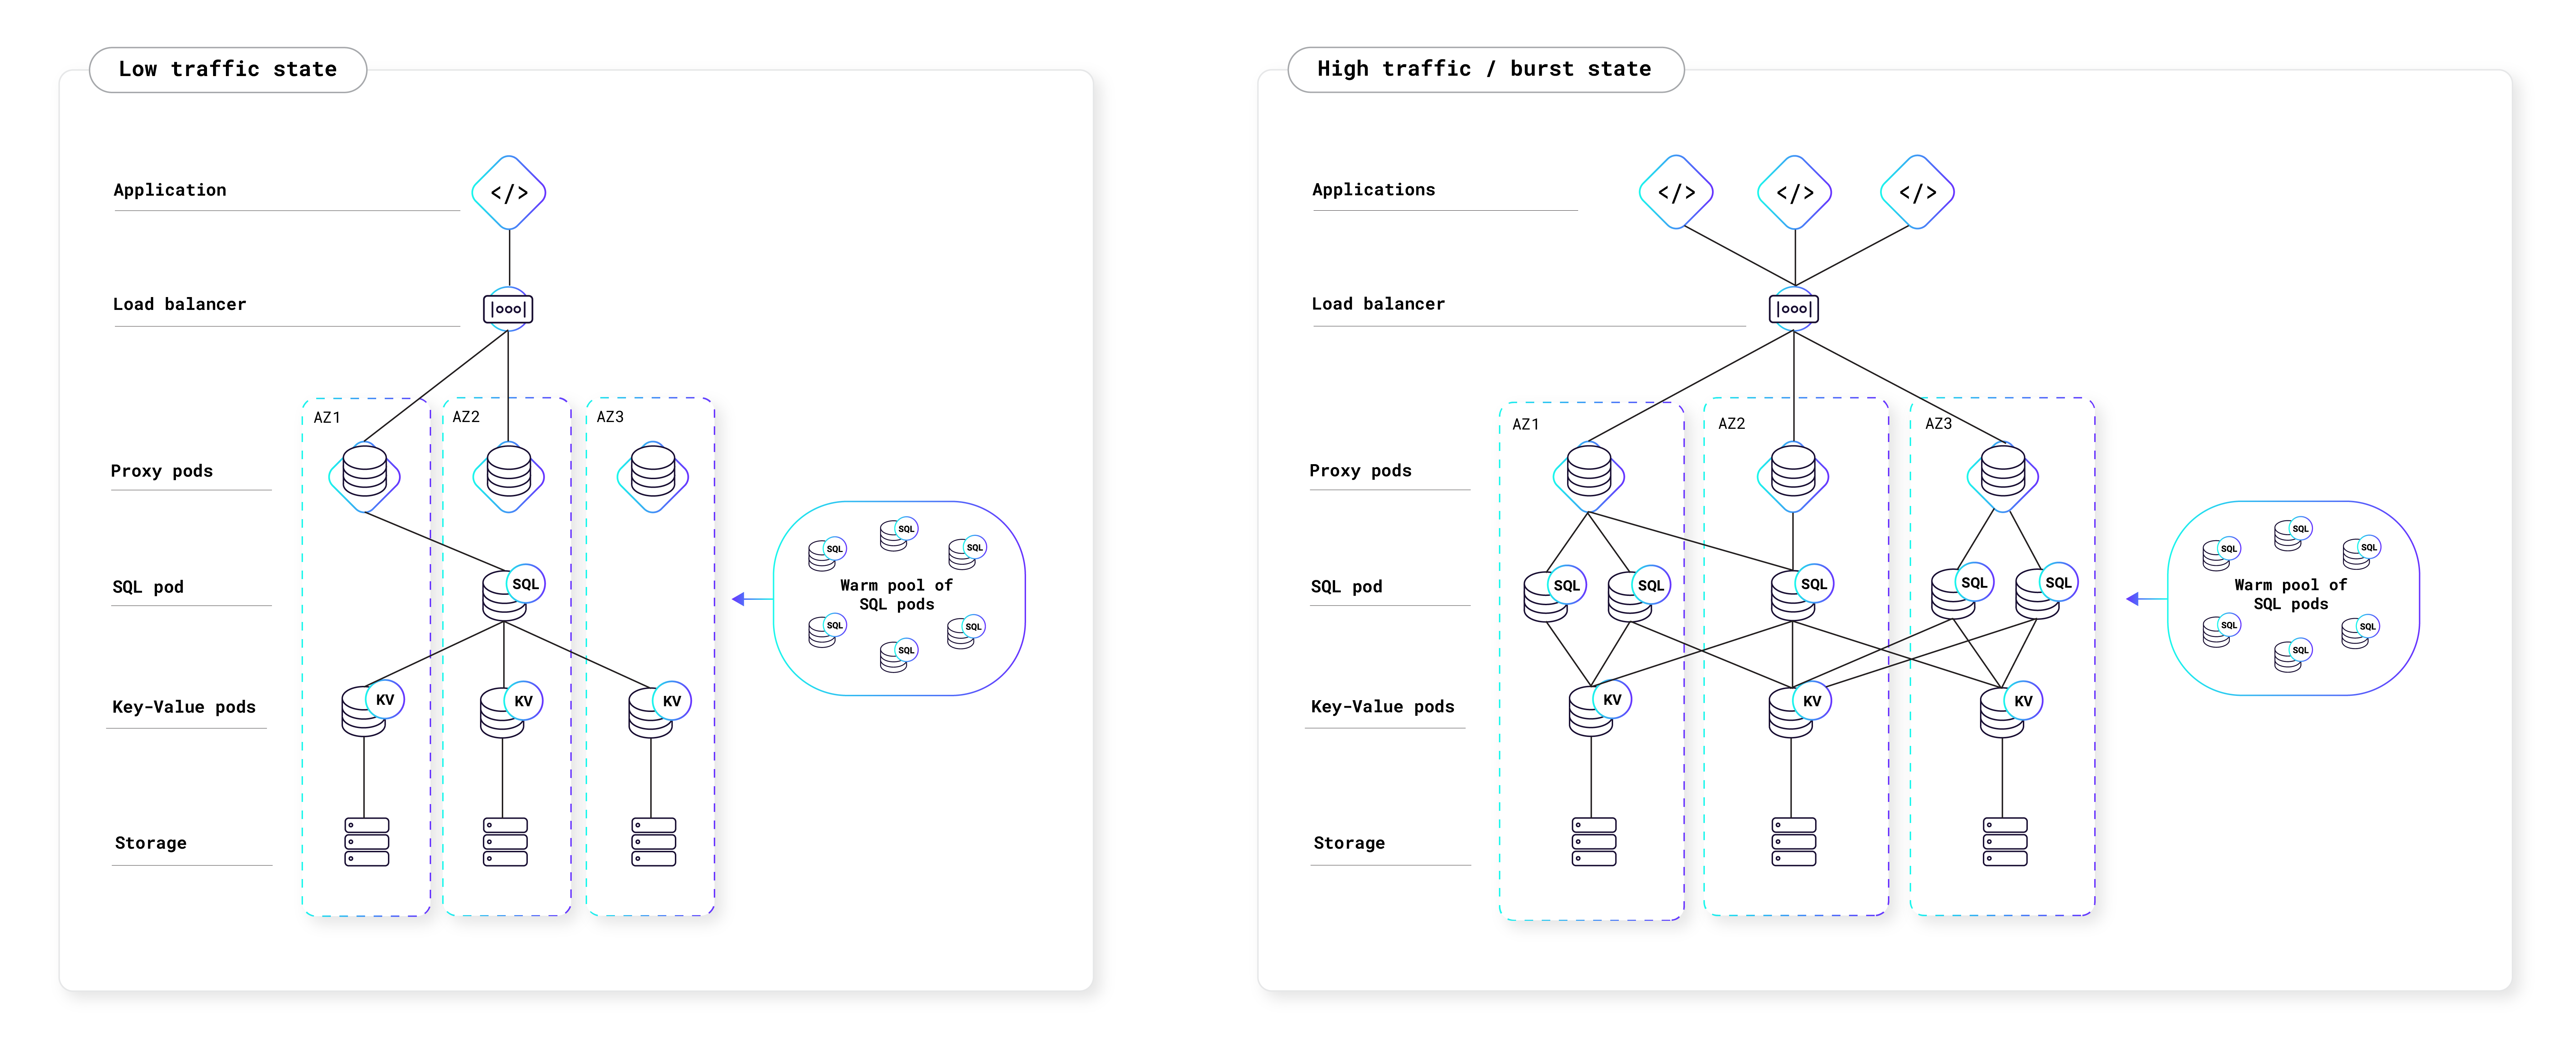 Low traffic state
Application
</>
Load balancer
|ooo|
AZ1
AZ2
AZ3
Proxy pods
SQL pod
SQL
Key-Value pods
KV
KV
KV
Storage
SQL
SQL
SQL
Warm pool of
SQL pods
SQL
SQL
SQL
High traffic / burst state
Applications
</>
</>
</>
Load balancer
|ooo|
AZ1
AZ2
AZ3
Proxy pods
SQL pod
SQL
SQL
SQL
SQL
SQL
Key-Value pods
KV
KV
KV
Storage
SQL
SQL
SQL
Warm pool of
SQL pods
SQL
SQL
SQL